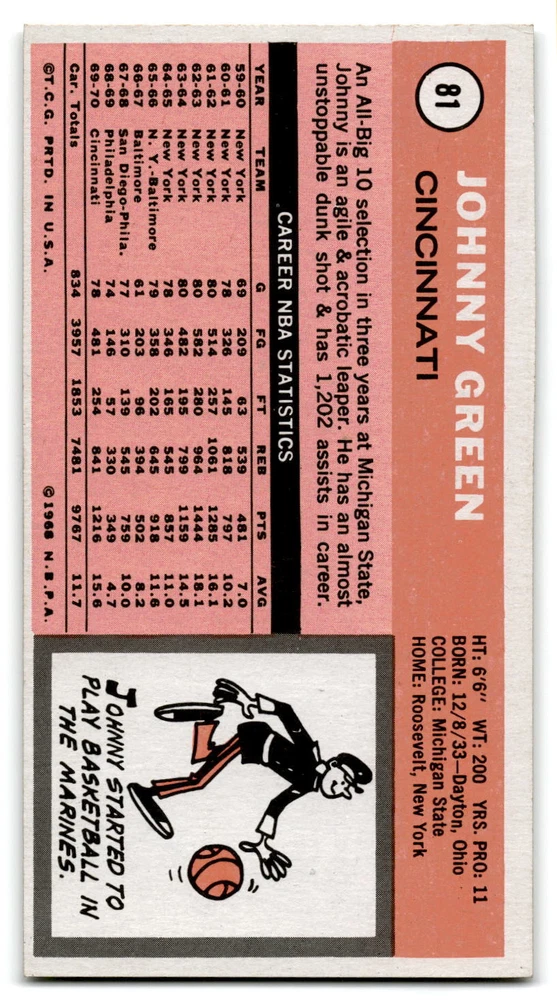 81
JOHNNY GREEN
CINCINNATI
HT: 6'6" WT: 200 YRS. PRO: 11
BORN: 12/8/33—Dayton, Ohio
COLLEGE: Michigan State
HOME: Roosevelt, New York
An All-Big 10 selection in three years at Michigan State,
Johnny is an agile & acrobatic leaper. He has an almost
unstoppable dunk shot & has 1,202 assists in career.
CAREER NBA STATISTICS
YEAR TEAM G FG FT REB PTS AVG
59-60 New York 69 209 63 539 481 7.0
60-61 New York 78 326 145 818 797 10.2
61-62 New York 80 514 257 1061 1285 16.1
62-63 New York 80 582 280 964 1444 18.1
63-64 New York 80 482 195 799 1159 14.5
64-65 New York 78 346 165 545 857 11.0
65-66 N. Y.-Baltimore 79 358 202 645 918 11.6
66-67 Baltimore 61 203 96 394 502 8.2
67-68 San Diego-Phila. 77 310 139 545 759 10.0
68-69 Philadelphia 74 146 57 330 349 4.7
69-70 Cincinnati 78 481 254 841 1216 15.6
Car. Totals 834 3957 1853 7481 9767 11.7
©T.C.G. PRTD. IN U.S.A. ©1968 N.B.P.A.
JOHNNY STARTED TO
PLAY BASKETBALL IN
THE MARINES.